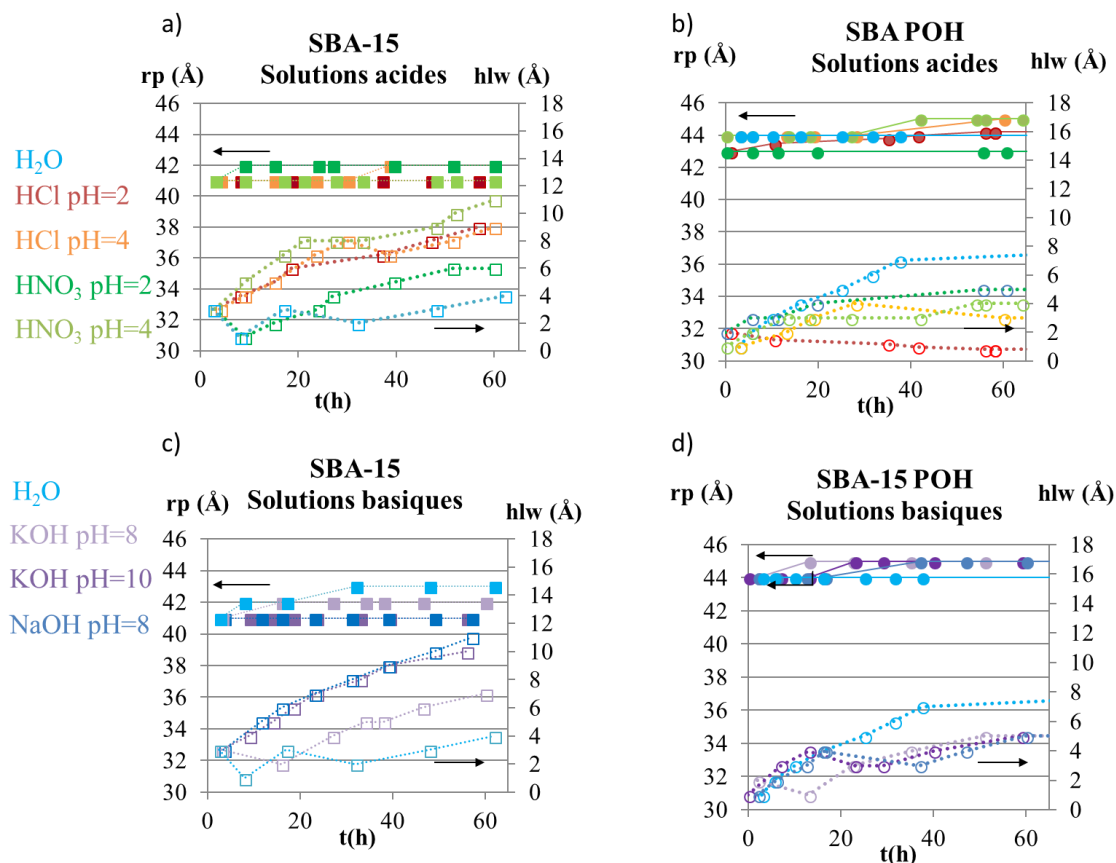 a)
SBA-15
Solutions acides
rp (Å)
hlw (Å)
46
44
42
40
38
36
34
32
30
18
16
14
12
10
8
6
4
2
0
0
20
40
60
t(h)
b)
SBA POH
Solutions acides
rp (Å)
hlw (Å)
46
44
42
40
38
36
34
32
30
18
16
14
12
10
8
6
4
2
0
0
20
40
60
t(h)
H₂O
HCl pH=2
HCl pH=4
HNO₃ pH=2
HNO₃ pH=4
c)
SBA-15
Solutions basiques
rp (Å)
hlw (Å)
46
44
42
40
38
36
34
32
30
18
16
14
12
10
8
6
4
2
0
0
20
40
60
t(h)
d)
SBA-15 POH
Solutions basiques
rp (Å)
hlw (Å)
46
44
42
40
38
36
34
32
30
18
16
14
12
10
8
6
4
2
0
0
20
40
60
t(h)
H₂O
KOH pH=8
KOH pH=10
NaOH pH=8